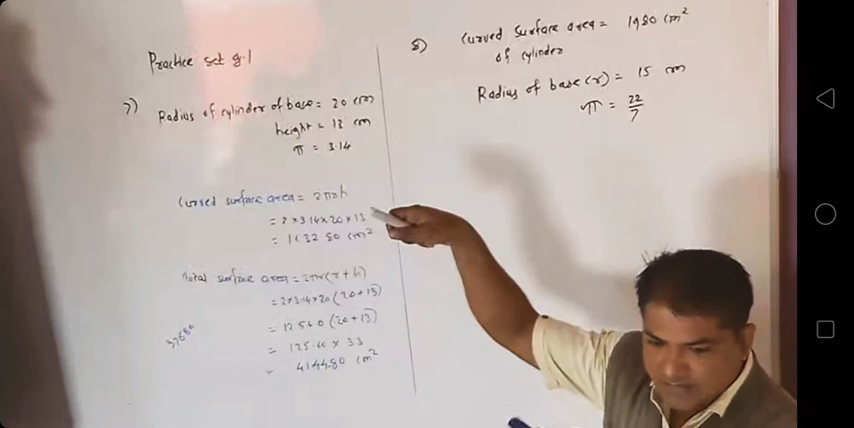 Practice set 9.1
7) Radius of cylinder of base = 20 cm
height = 13 cm
π = 3.14
Curved surface area = 2πrh
= 2 × 3.14 × 20 × 13
= 1632.80 cm²
Total surface area = 2πr(r + h)
= 2 × 3.14 × 20 (20 + 13)
= 125.60 (20 + 13)
= 125.60 × 33
= 4144.80 cm²
37680
8) Curved surface area = 1980 cm²
of cylinder
Radius of base (r) = 15 cm
π = 22/7